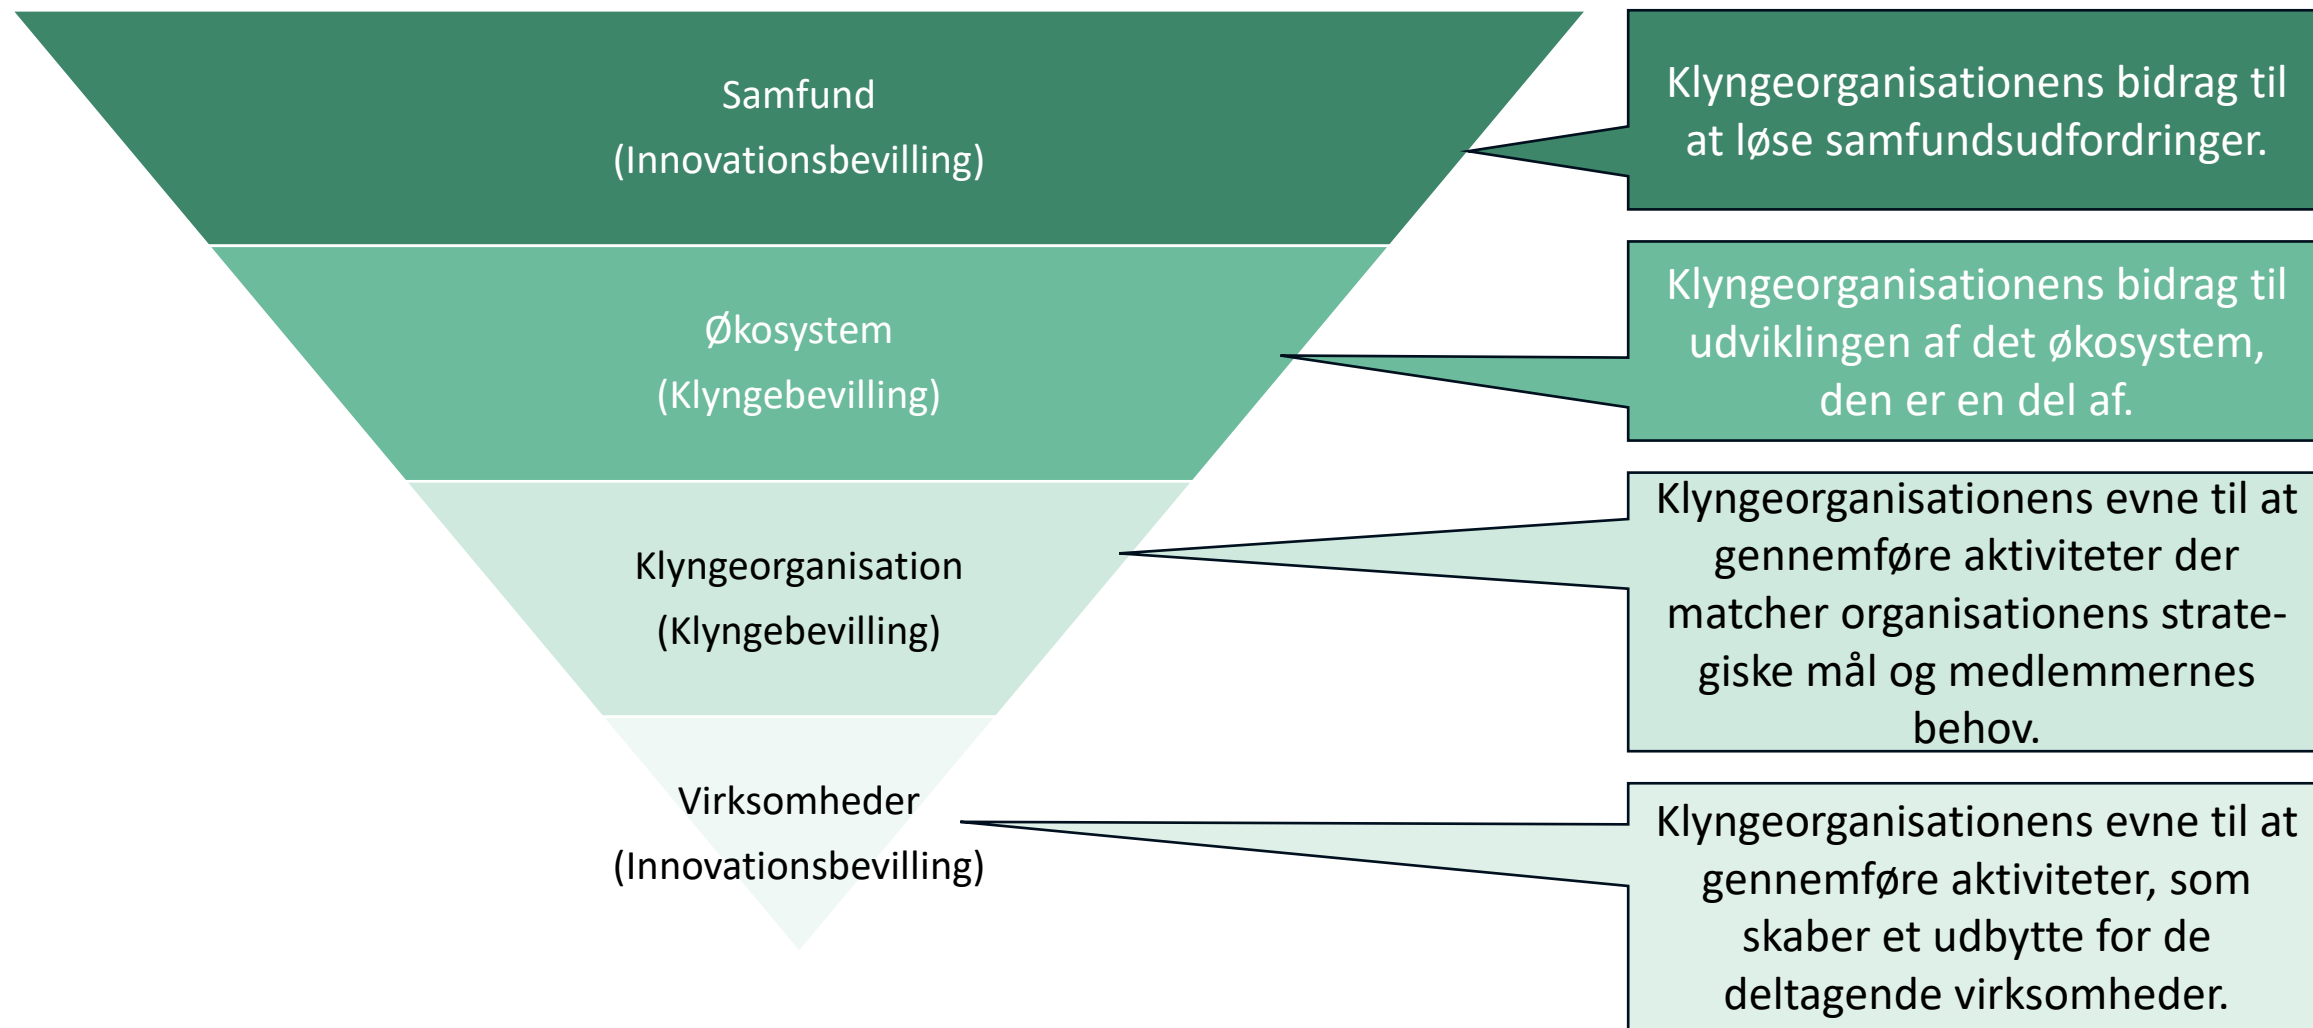 Samfund
(Innovationsbevilling)
Klyngeorganisationens bidrag til
at løse samfundsudfordringer.
Økosystem
(Klyngebevilling)
Klyngeorganisationens bidrag til
udviklingen af det økosystem,
den er en del af.
Klyngeorganisation
(Klyngebevilling)
Klyngeorganisationens evne til at
gennemføre aktiviteter der
matcher organisationens strate-
giske mål og medlemmernes
behov.
Virksomheder
(Innovationsbevilling)
Klyngeorganisationens evne til at
gennemføre aktiviteter, som
skaber et udbytte for de
deltagende virksomheder.